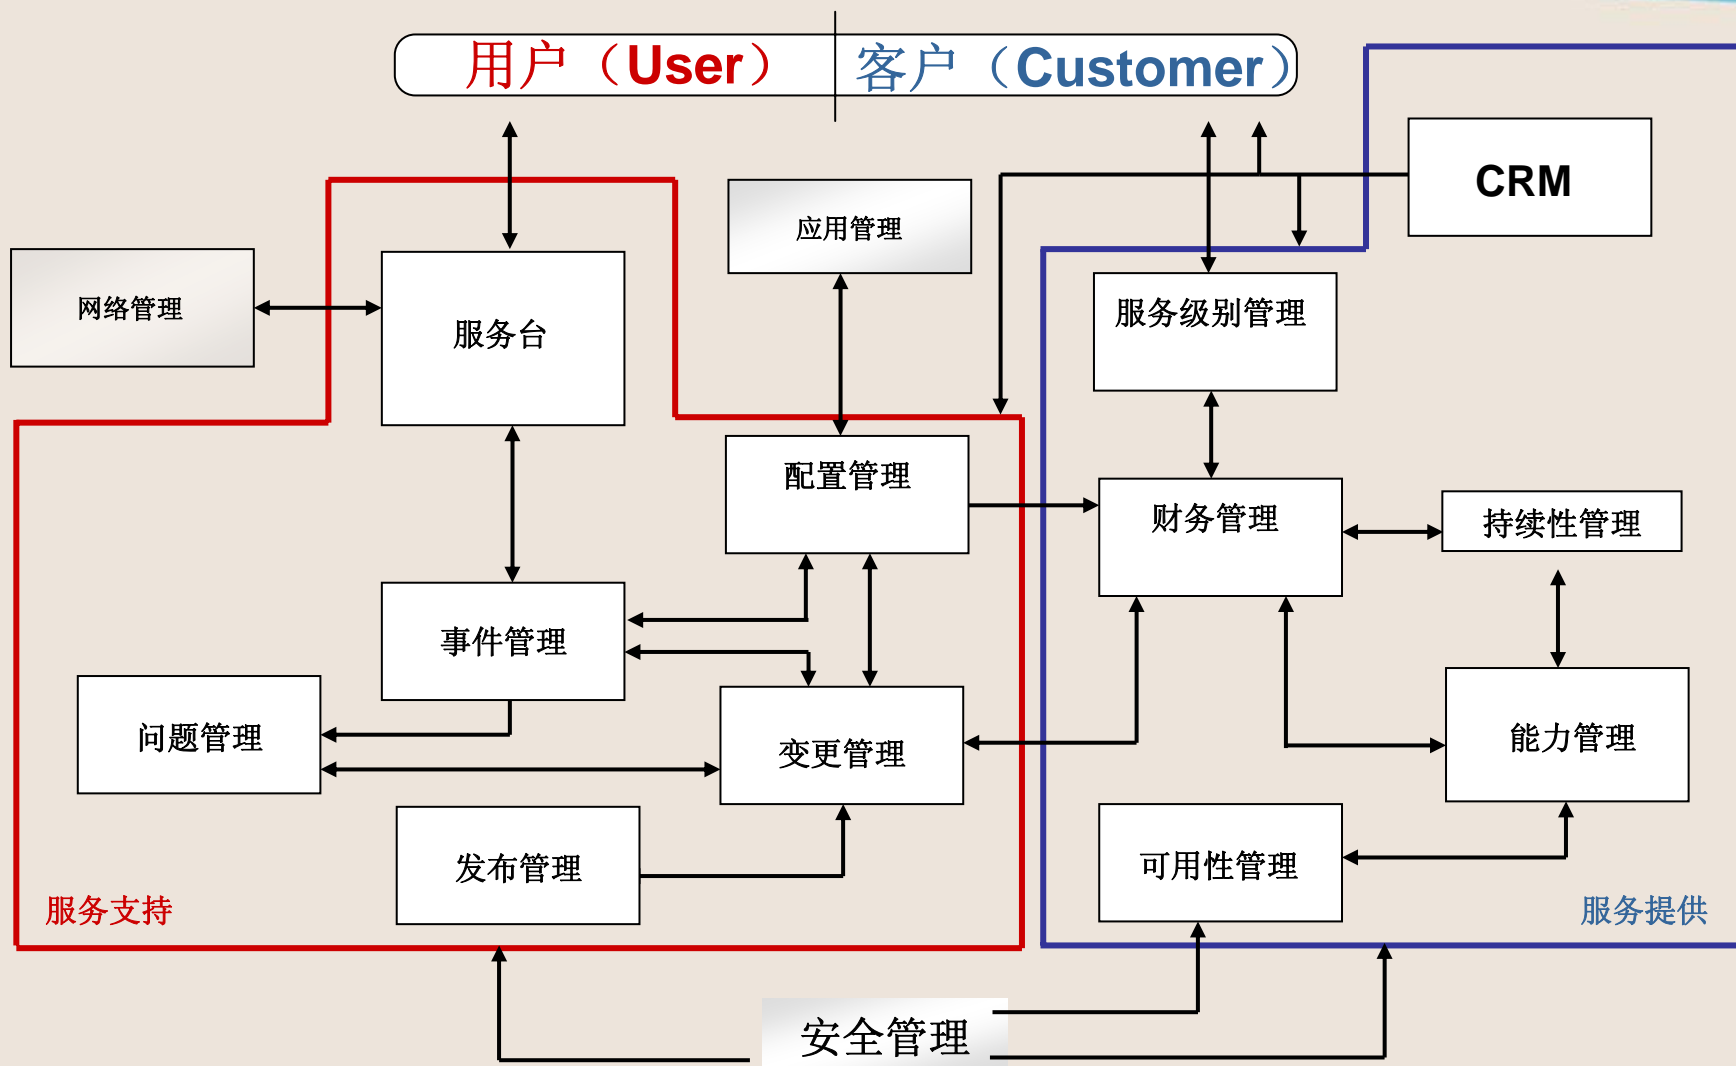 用户（User） 客户（Customer）
CRM
应用管理
网络管理
服务台
服务级别管理
配置管理
财务管理
持续性管理
事件管理
问题管理
变更管理
能力管理
发布管理
可用性管理
服务支持
服务提供
安全管理